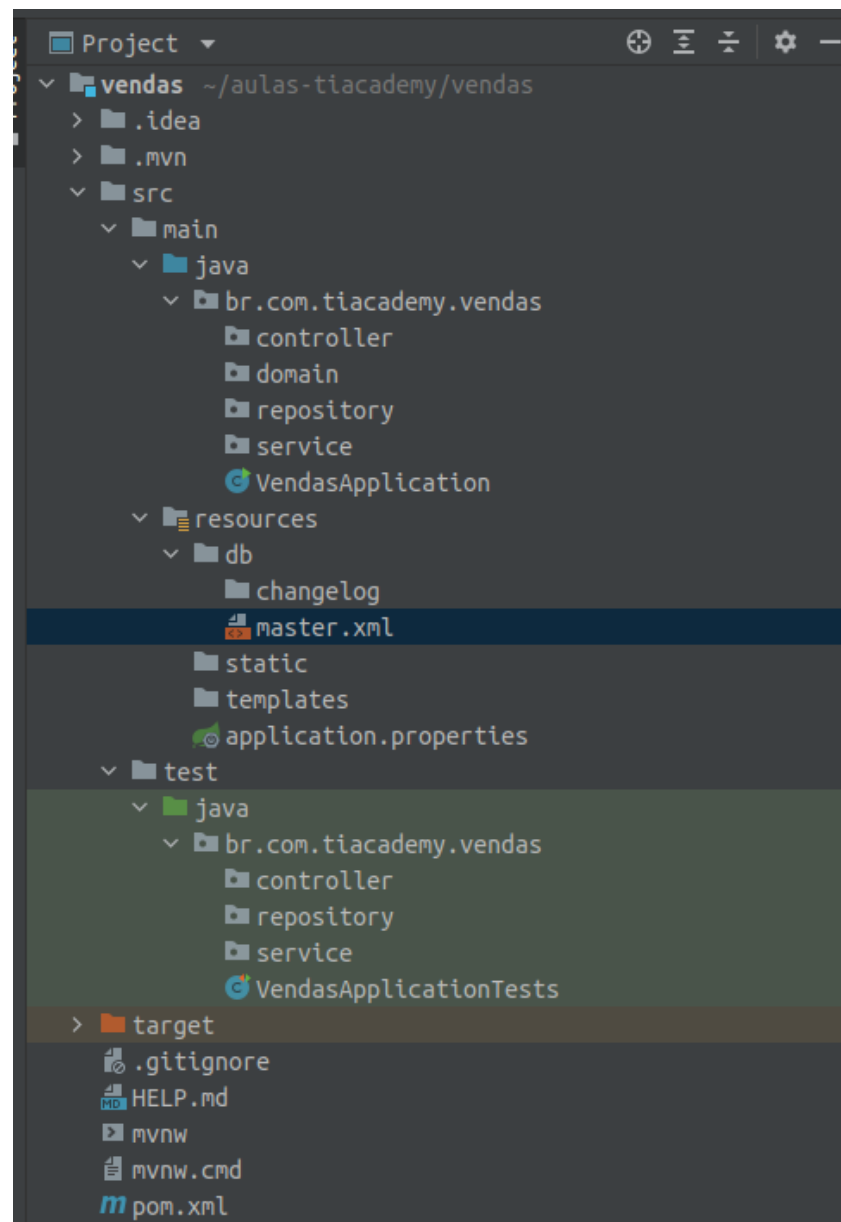 Project
Project
vendas ~/aulas-tiacademy/vendas
.idea
.mvn
src
main
java
br.com.tiacademy.vendas
controller
domain
repository
service
VendasApplication
resources
db
changelog
master.xml
static
templates
application.properties
test
java
br.com.tiacademy.vendas
controller
repository
service
VendasApplicationTests
target
.gitignore
HELP.md
mvnw
mvnw.cmd
pom.xml